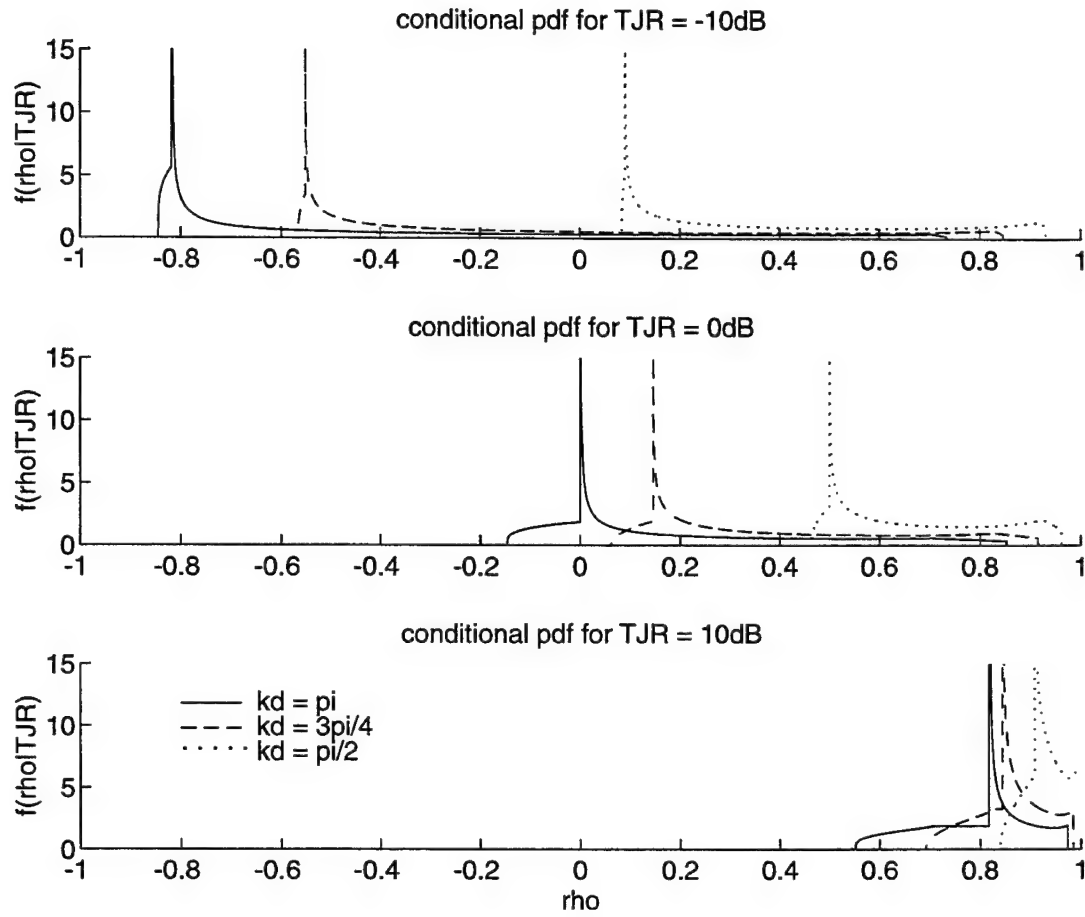 conditional pdf for TJR = -10dB
15
10
5
0
f(rho|TJR)
-1 -0.8 -0.6 -0.4 -0.2 0 0.2 0.4 0.6 0.8 1
conditional pdf for TJR = 0dB
15
10
5
0
f(rho|TJR)
-1 -0.8 -0.6 -0.4 -0.2 0 0.2 0.4 0.6 0.8 1
conditional pdf for TJR = 10dB
15
10
5
0
f(rho|TJR)
kd = pi
kd = 3pi/4
kd = pi/2
-1 -0.8 -0.6 -0.4 -0.2 0 0.2 0.4 0.6 0.8 1
rho